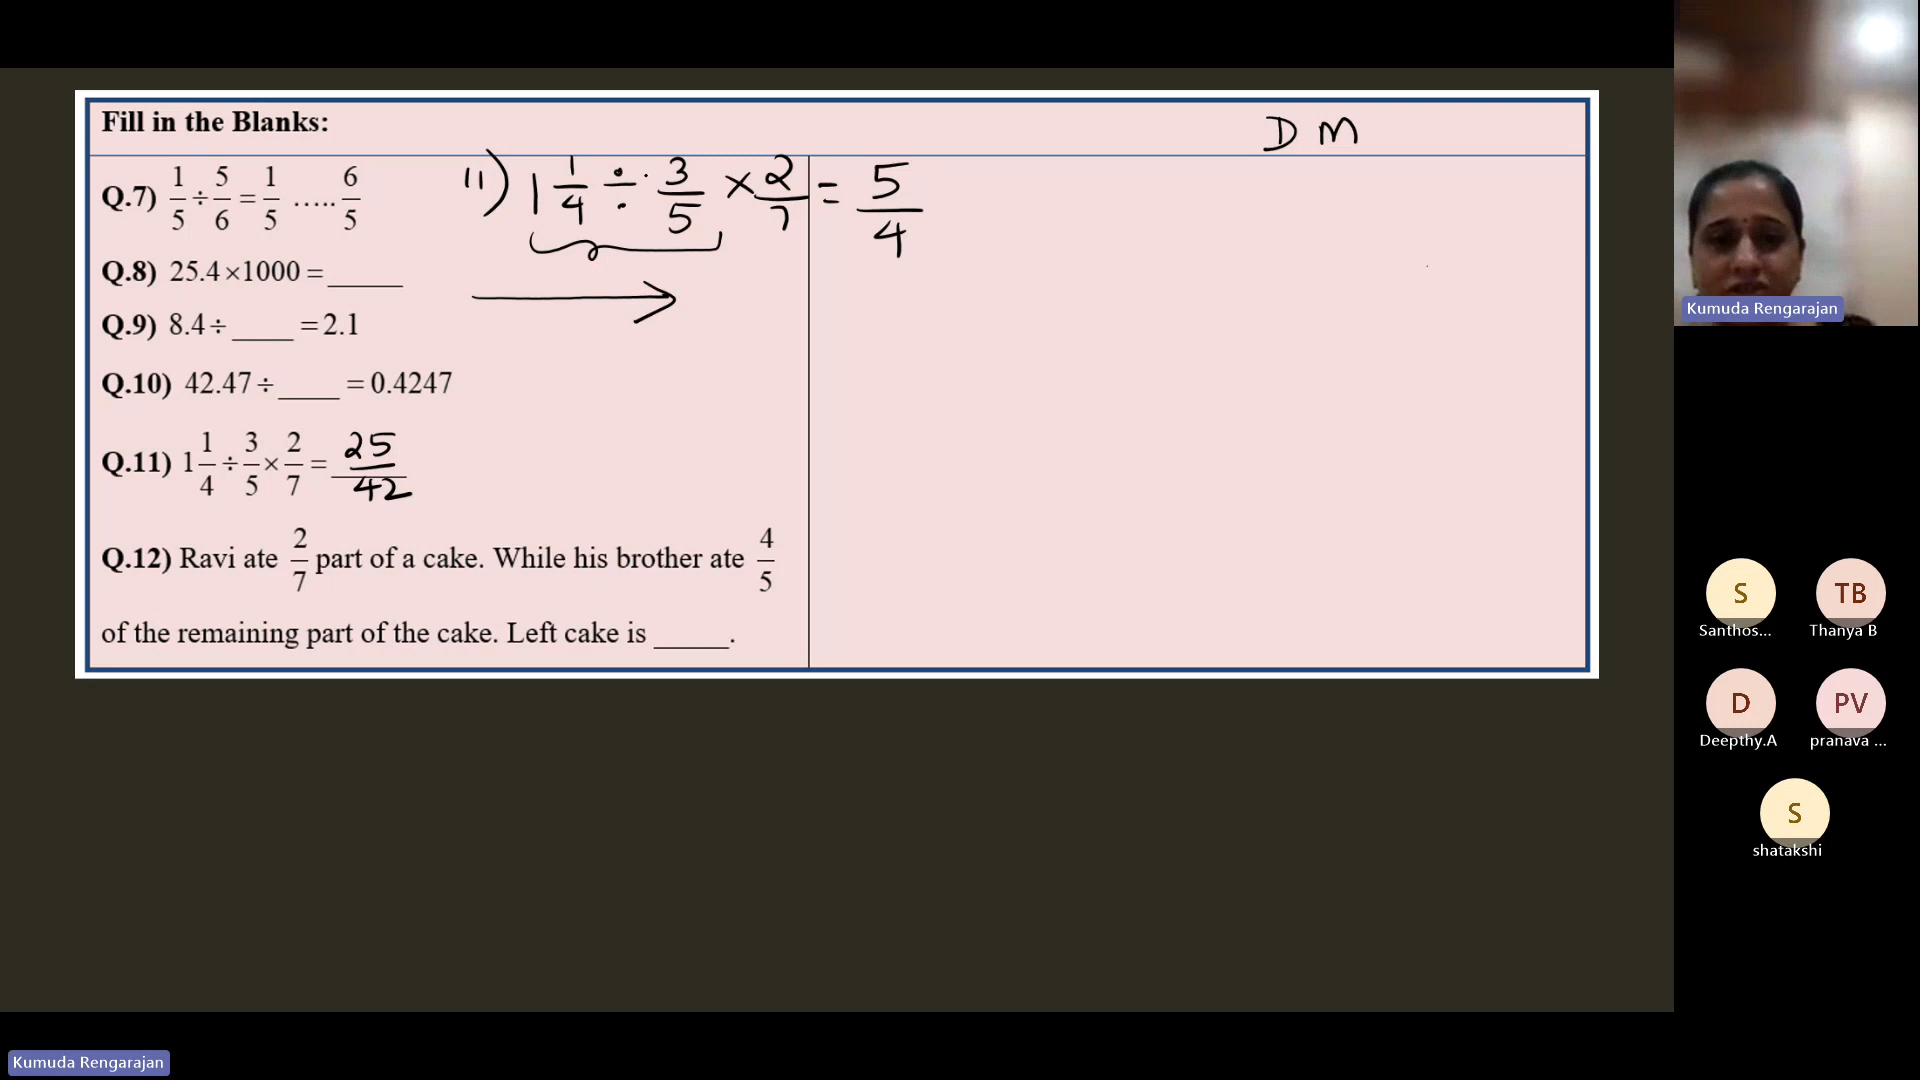 Fill in the Blanks:
D M
Q.7) 1/5 ÷ 5/6 = 1/5 ..... 6/5
11) 1 1/4 ÷ 3/5 × 2/7 = 5/4
Q.8) 25.4×1000 = _____
Q.9) 8.4÷ ____ = 2.1
Q.10) 42.47÷ ____ = 0.4247
Q.11) 1 1/4 ÷ 3/5 × 2/7 = 25/42
Q.12) Ravi ate 2/7 part of a cake. While his brother ate 4/5
of the remaining part of the cake. Left cake is _____.
Kumuda Rengarajan
S
TB
Santhos...
Thanya B
D
PV
Deepthy.A
pranava ...
S
shatakshi
Kumuda Rengarajan